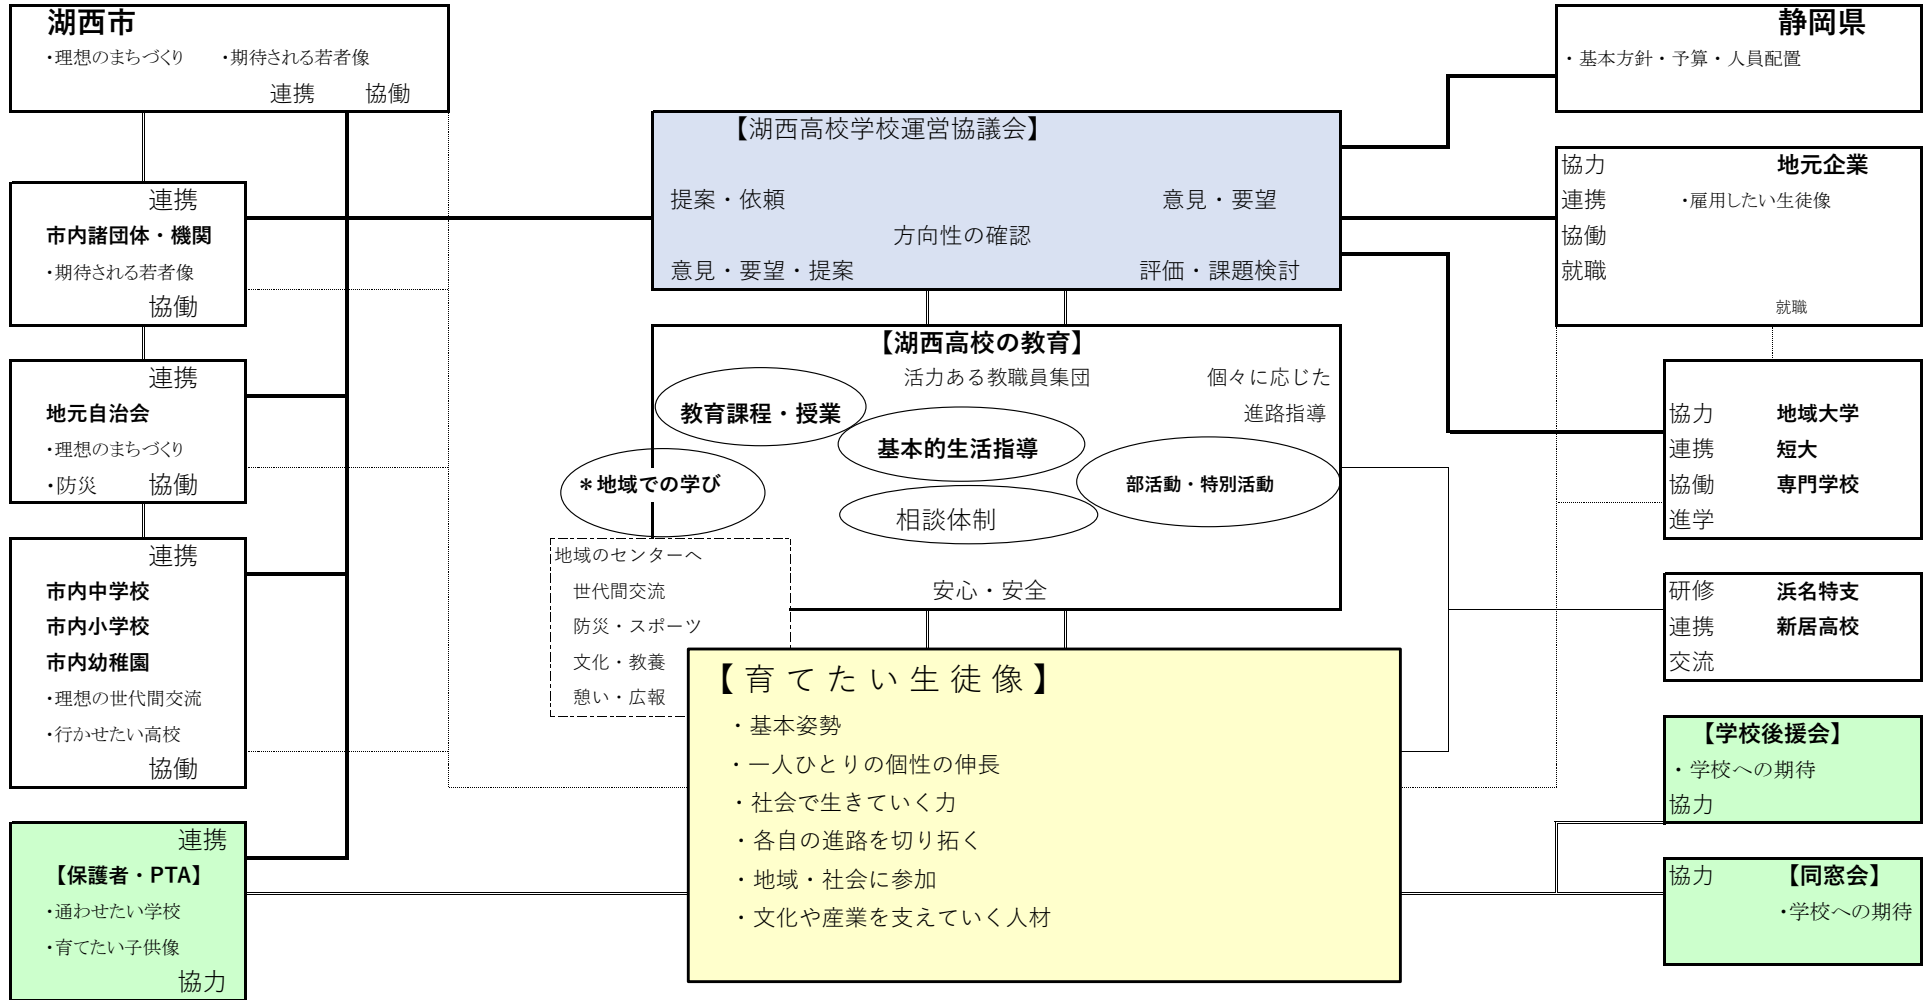 湖西市
・理想のまちづくり　・期待される若者像
連携　協働
連携
市内諸団体・機関
・期待される若者像
協働
連携
地元自治会
・理想のまちづくり
・防災　協働
連携
市内中学校
市内小学校
市内幼稚園
・理想の世代間交流
・行かせたい高校
協働
連携
【保護者・PTA】
・通わせたい学校
・育てたい子供像
協力
【湖西高校学校運営協議会】
提案・依頼　意見・要望
方向性の確認
意見・要望・提案　評価・課題検討
【湖西高校の教育】
活力ある教職員集団　個々に応じた
進路指導
教育課程・授業
基本的生活指導
＊地域での学び
部活動・特別活動
相談体制
安心・安全
地域のセンターへ
世代間交流
防災・スポーツ
文化・教養
憩い・広報
【育てたい生徒像】
・基本姿勢
・一人ひとりの個性の伸長
・社会で生きていく力
・各自の進路を切り拓く
・地域・社会に参加
・文化や産業を支えていく人材
静岡県
・基本方針・予算・人員配置
協力　地元企業
連携　・雇用したい生徒像
協働
就職
就職
協力　地域大学
連携　短大
協働　専門学校
進学
研修　浜名特支
連携　新居高校
交流
【学校後援会】
・学校への期待
協力
協力　【同窓会】
・学校への期待